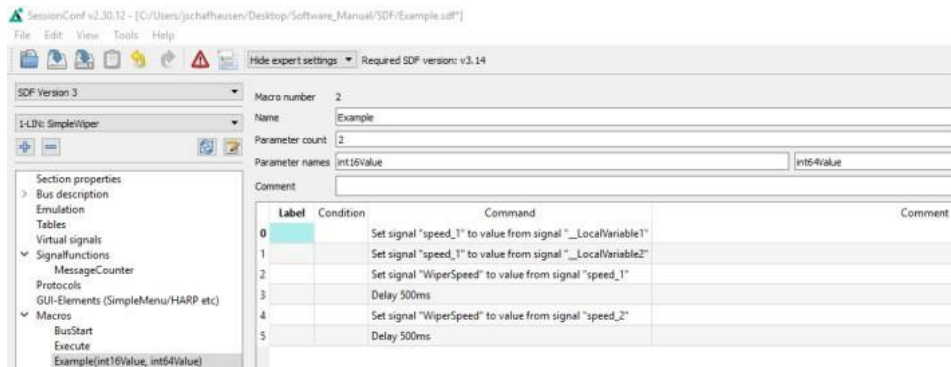 SessionConf v2.30.12 - [C:/Users/jschafhausen/Desktop/Software_Manual/SDF/Example.sdf*]
File Edit View Tools Help
Hide expert settings Required SDF version: v3.14
SDF Version 3
1-LIN: SimpleWiper
Section properties
Bus description
Emulation
Tables
Virtual signals
Signalfunctions
MessageCounter
Protocols
GUI-Elements (SimpleMenu/HARP etc)
Macros
BusStart
Execute
Example(int16Value, int64Value)
Macro number 2
Name Example
Parameter count 2
Parameter names int16Value int64Value
Comment
Label Condition Command Comment
0 Set signal "speed_1" to value from signal "__LocalVariable1"
1 Set signal "speed_1" to value from signal "__LocalVariable2"
2 Set signal "WiperSpeed" to value from signal "speed_1"
3 Delay 500ms
4 Set signal "WiperSpeed" to value from signal "speed_2"
5 Delay 500ms